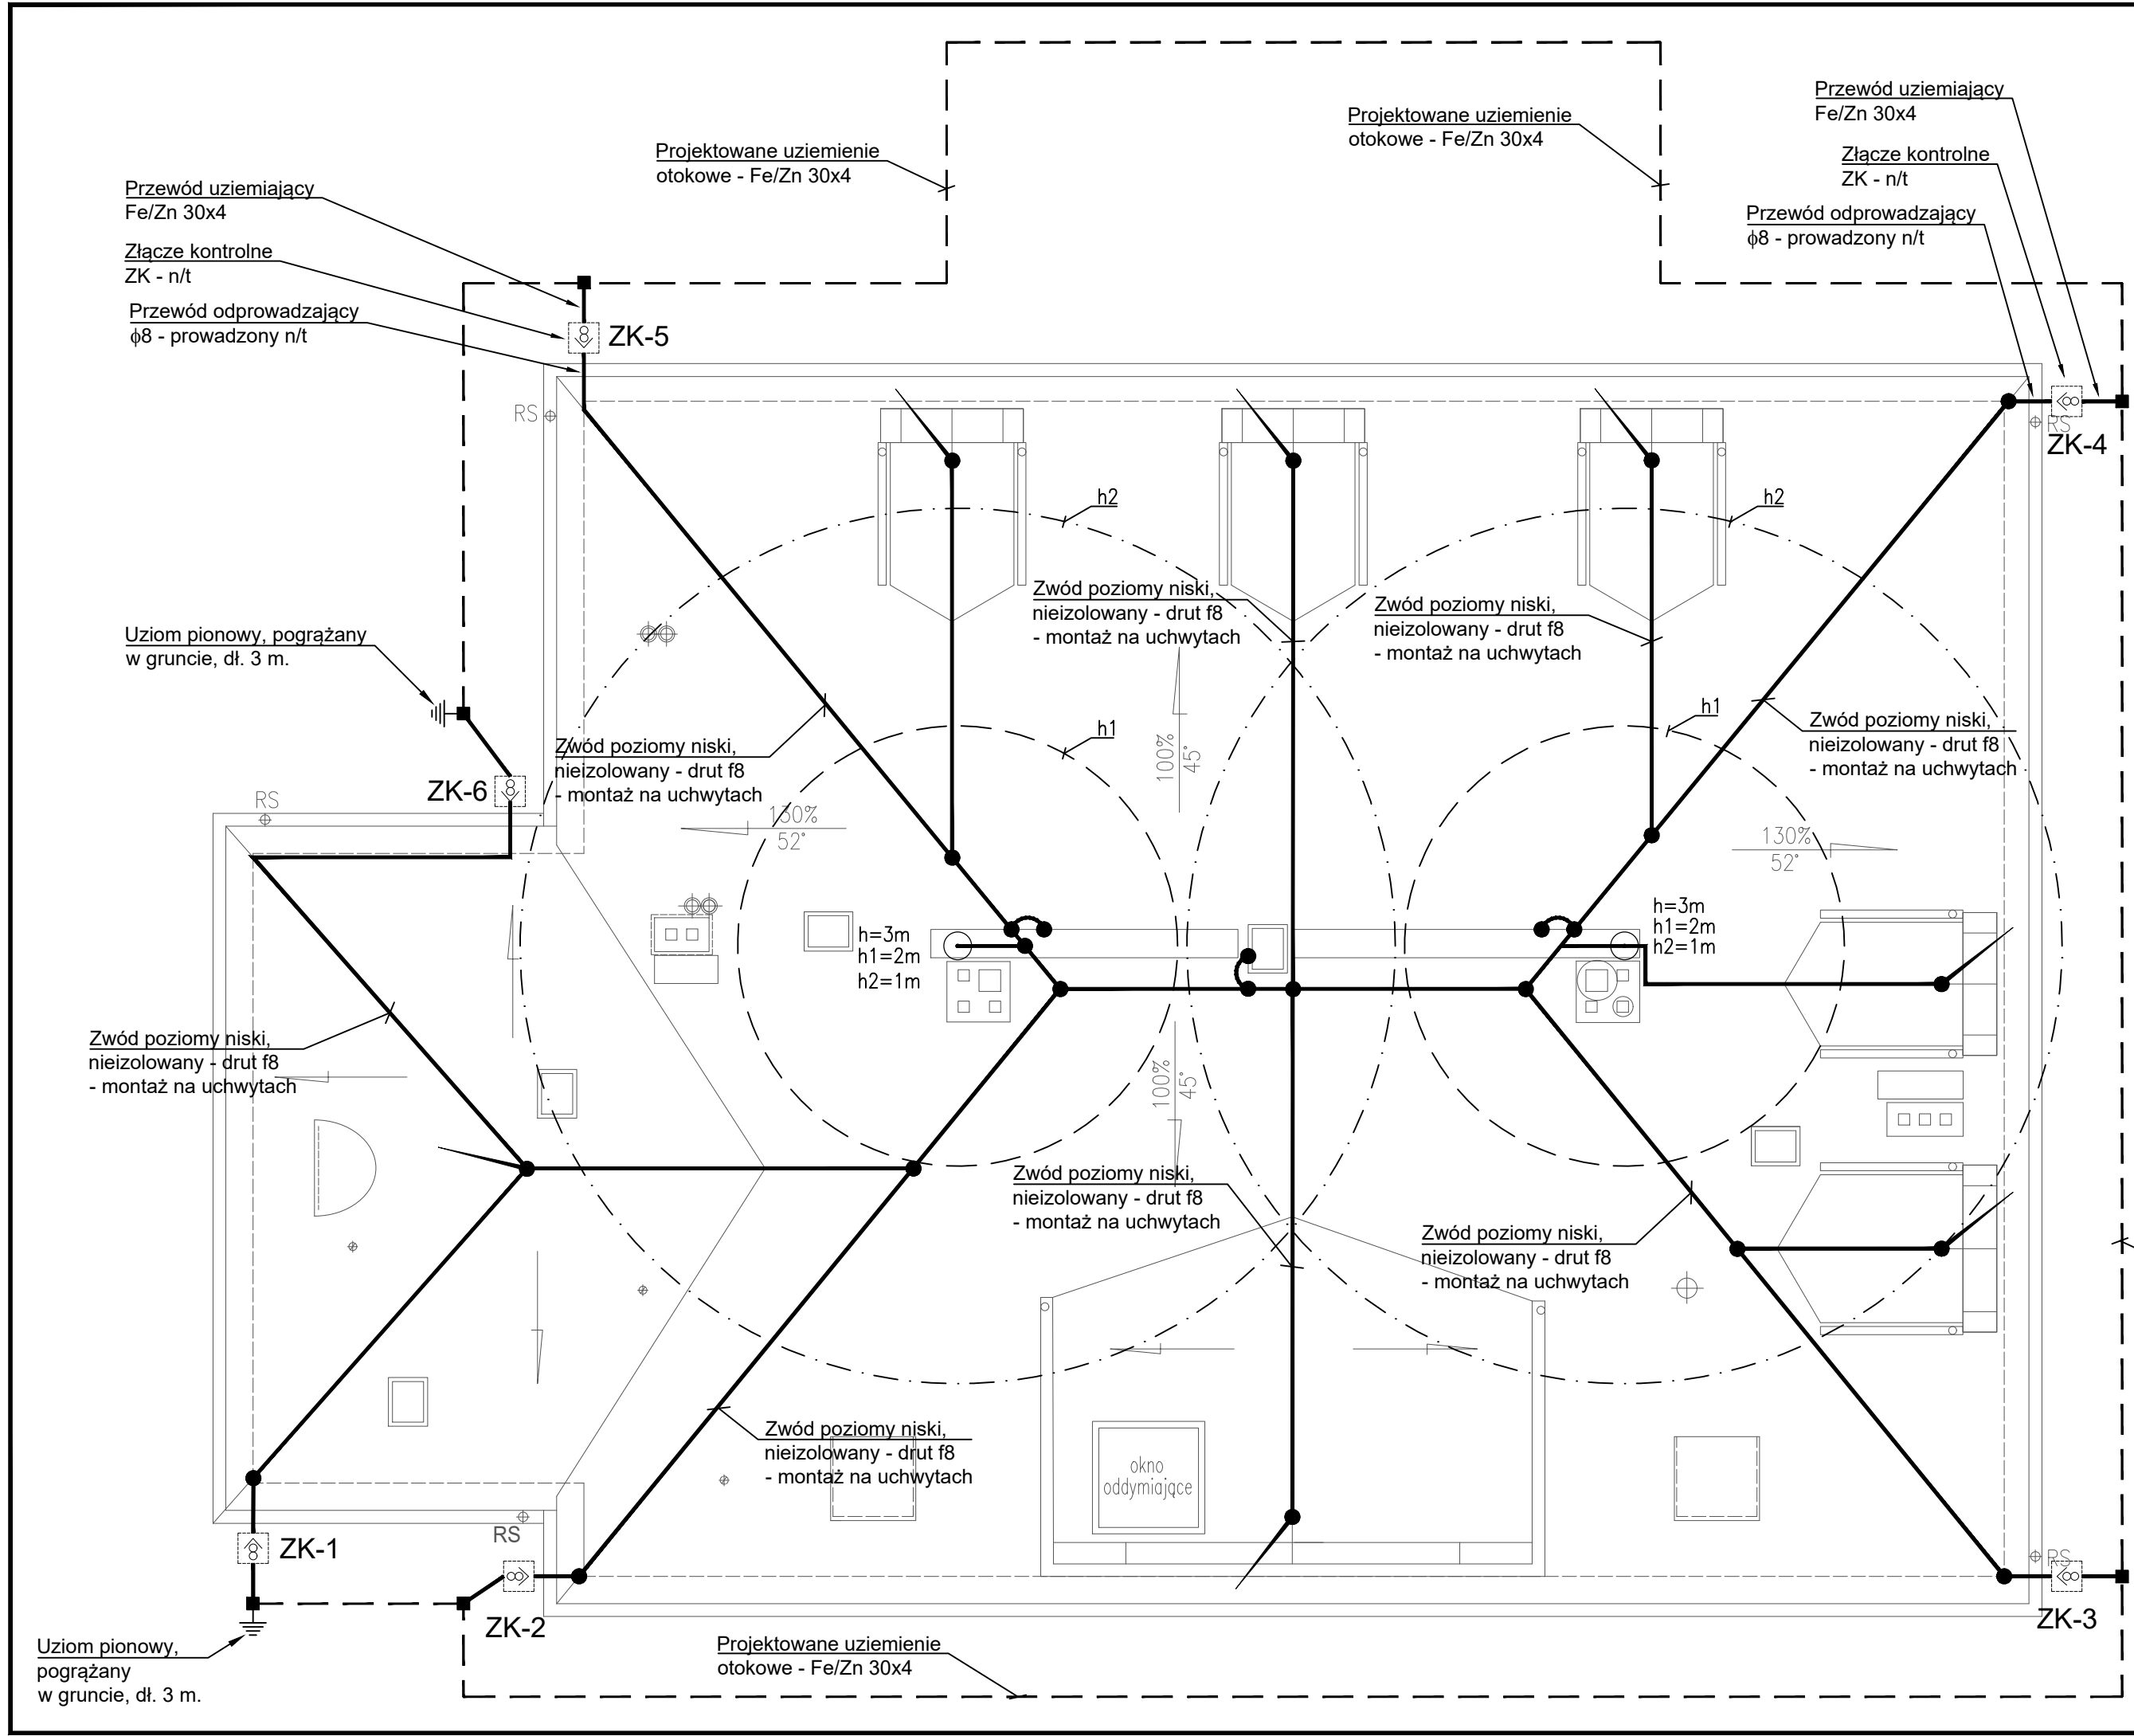 Przewód uziemiający
Fe/Zn 30x4
Projektowane uziemienie
otokowe - Fe/Zn 30x4
Złącze kontrolne
ZK - n/t
Projektowane uziemienie
otokowe - Fe/Zn 30x4
Przewód odprowadzający
ϕ8 - prowadzony n/t
Przewód uziemiający
Fe/Zn 30x4
Złącze kontrolne
ZK - n/t
Przewód odprowadzający
ϕ8 - prowadzony n/t
ZK-5
RS
RS
ZK-4
h2
h2
Zwód poziomy niski,
nieizolowany - drut f8
- montaż na uchwytach
Zwód poziomy niski,
nieizolowany - drut f8
- montaż na uchwytach
Uziom pionowy, pogrążany
w gruncie, dł. 3 m.
h1
h1
Zwód poziomy niski,
nieizolowany - drut f8
- montaż na uchwytach
Zwód poziomy niski,
nieizolowany - drut f8
- montaż na uchwytach
100%
45°
ZK-6
RS
130%
52°
130%
52°
h=3m
h1=2m
h2=1m
h=3m
h1=2m
h2=1m
Zwód poziomy niski,
nieizolowany - drut f8
- montaż na uchwytach
100%
45°
Zwód poziomy niski,
nieizolowany - drut f8
- montaż na uchwytach
Zwód poziomy niski,
nieizolowany - drut f8
- montaż na uchwytach
Zwód poziomy niski,
nieizolowany - drut f8
- montaż na uchwytach
okno
oddymiające
RS
ZK-1
RS
ZK-2
ZK-3
Uziom pionowy,
pogrążany
w gruncie, dł. 3 m.
Projektowane uziemienie
otokowe - Fe/Zn 30x4